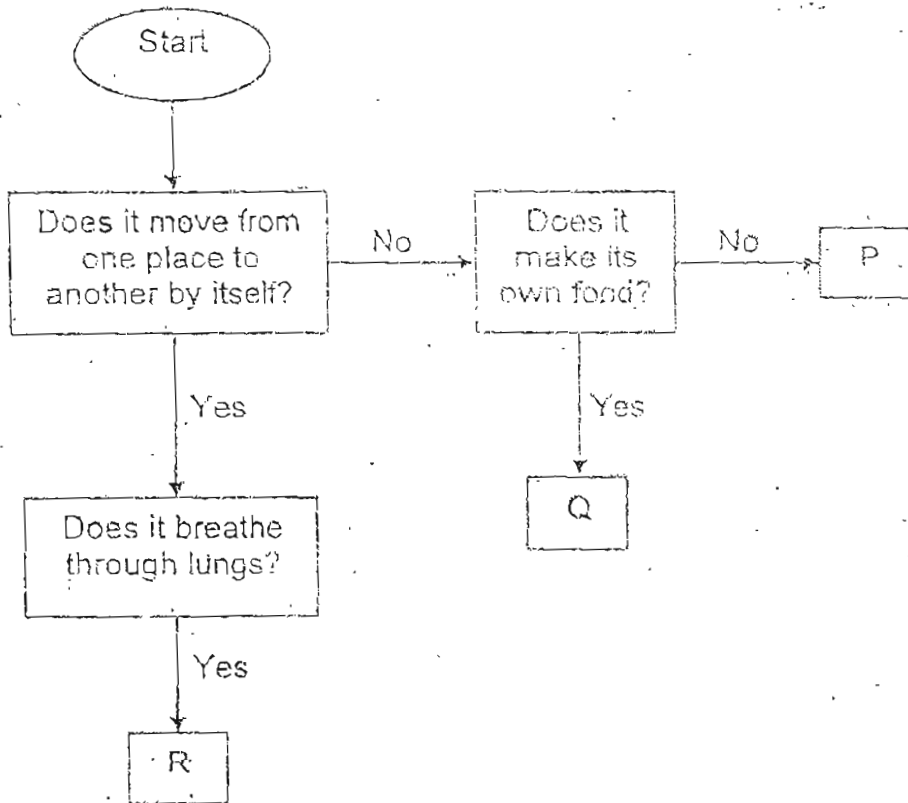 Start
Does it move from
one place to
another by itself?
No
Does it
make its
own food?
No
P
Yes
Yes
Does it breathe
through lungs?
Q
Yes
R